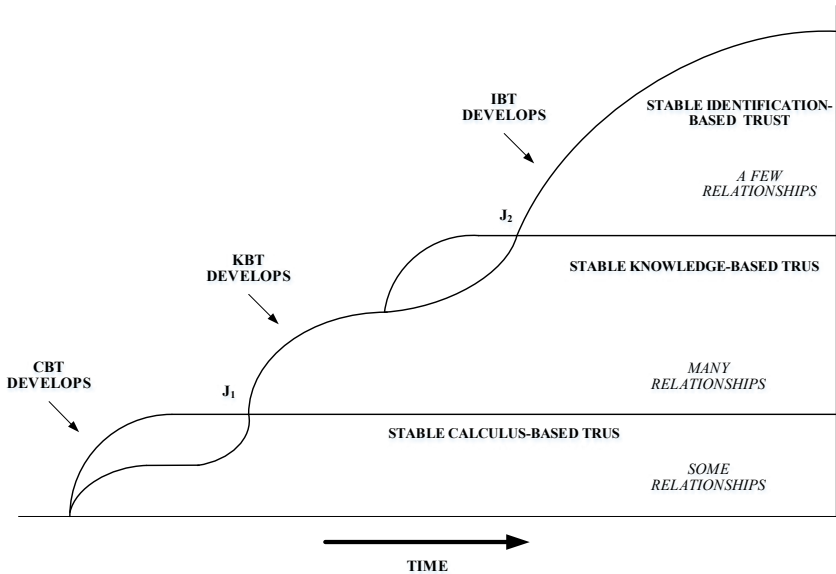 IBT
DEVELOPS
STABLE IDENTIFICATION-
BASED TRUST
A FEW
RELATIONSHIPS
J2
KBT
DEVELOPS
STABLE KNOWLEDGE-BASED TRUS
CBT
DEVELOPS
J1
MANY
RELATIONSHIPS
STABLE CALCULUS-BASED TRUS
SOME
RELATIONSHIPS
TIME